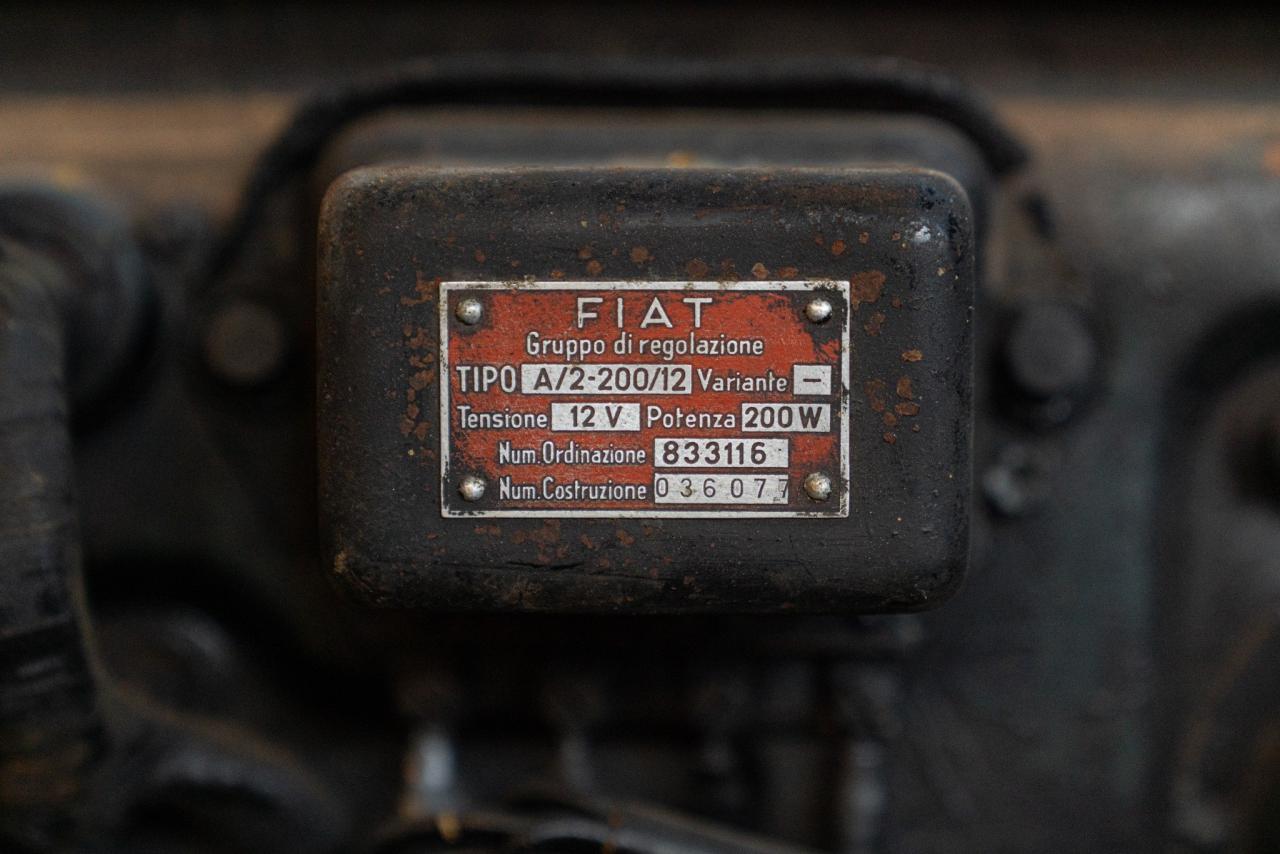 FIAT
Gruppo di regolazione
TIPO A/2-200/12 Variante –
Tensione 12 V Potenza 200 W
Num. Ordinazione 833116
Num. Costruzione 036077